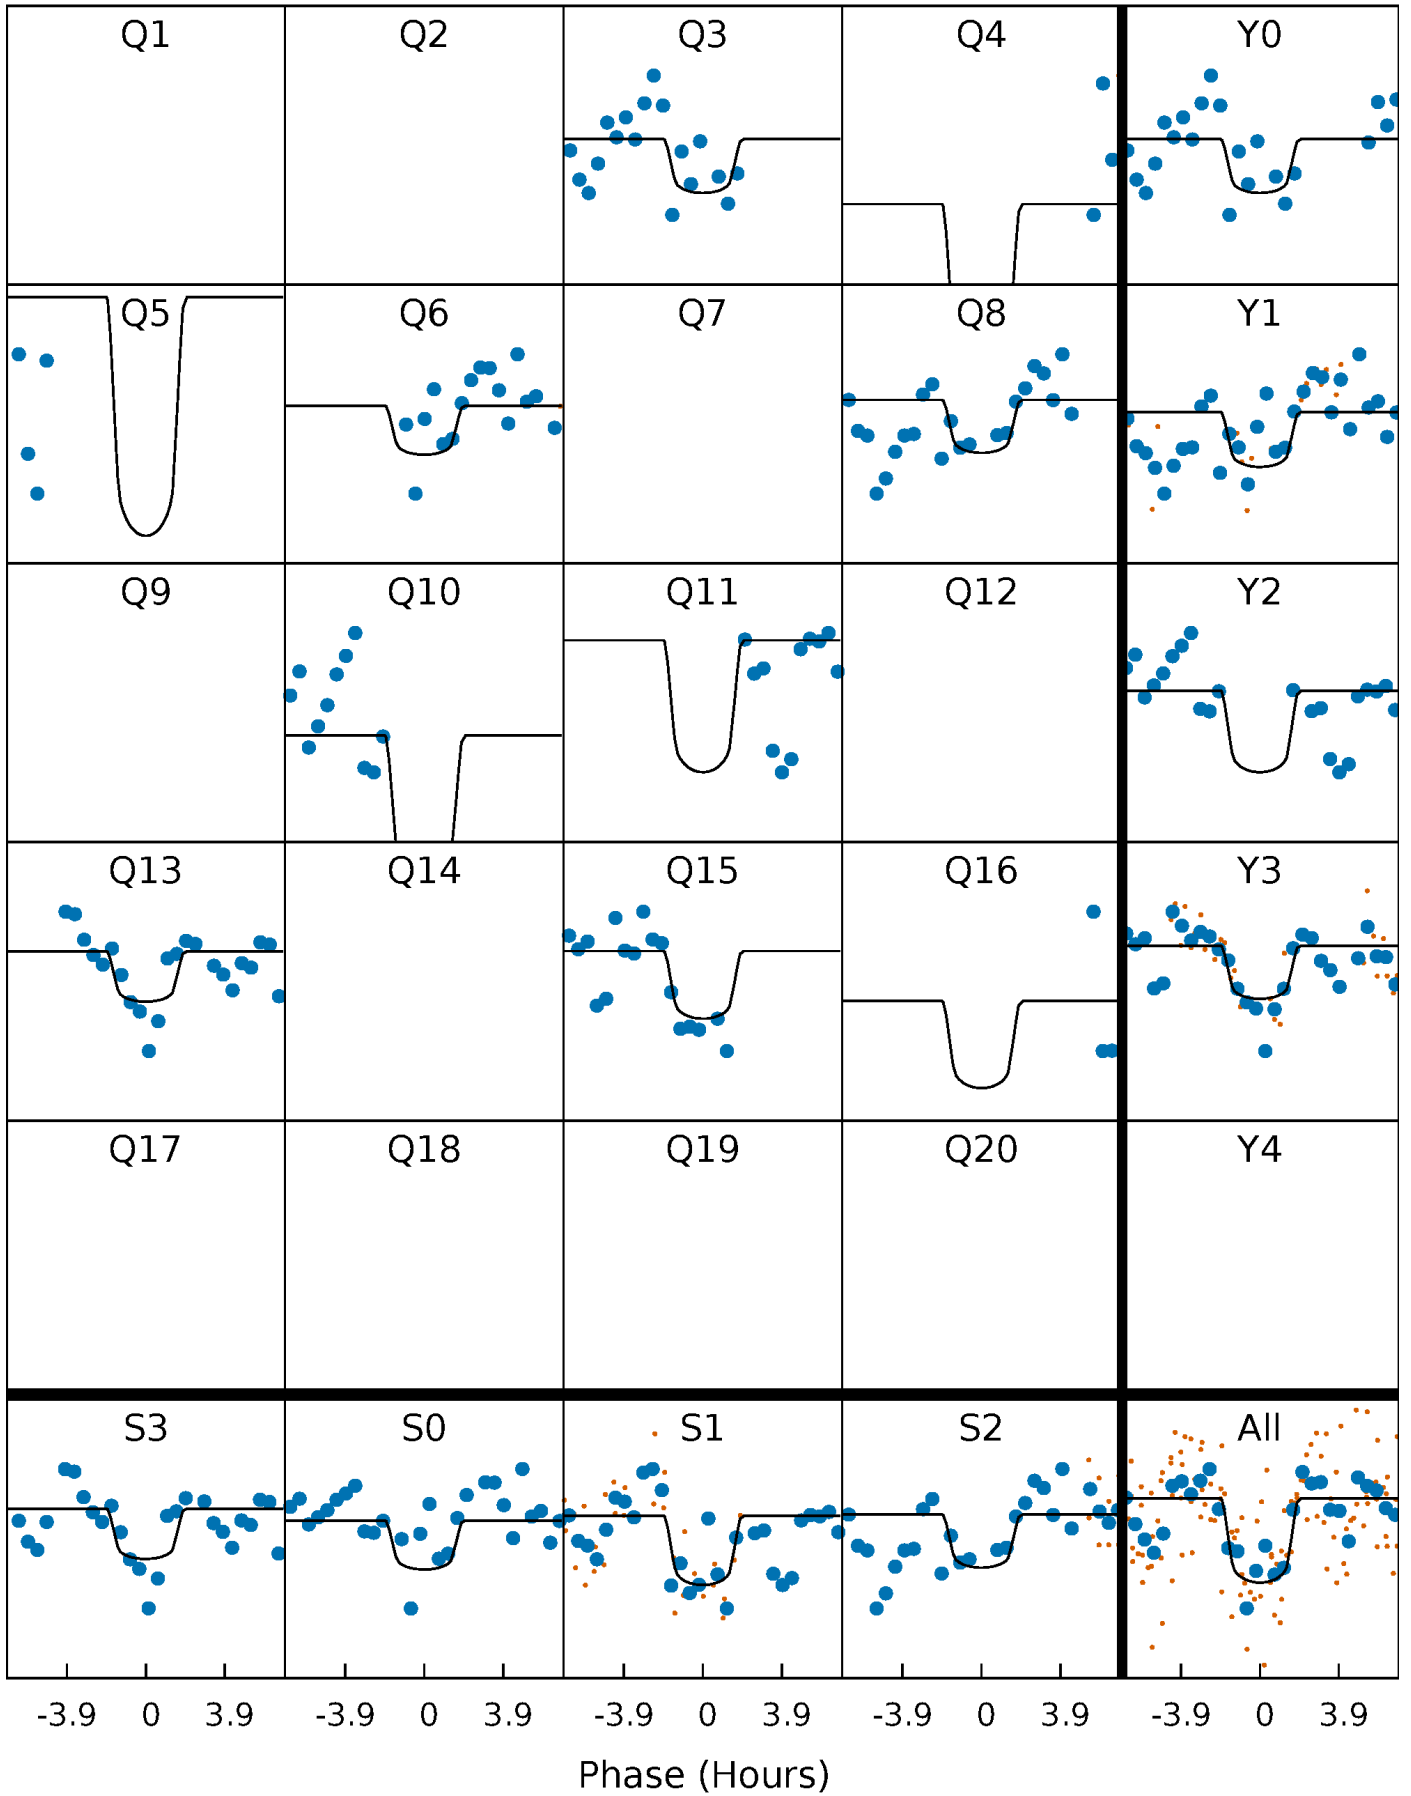 Q1 Q2 Q3 Q4 Y0
Q5 Q6 Q7 Q8 Y1
Q9 Q10 Q11 Q12 Y2
Q13 Q14 Q15 Q16 Y3
Q17 Q18 Q19 Q20 Y4
S3 S0 S1 S2 All
-3.9 0 3.9 -3.9 0 3.9 -3.9 0 3.9 -3.9 0 3.9 -3.9 0 3.9
Phase (Hours)